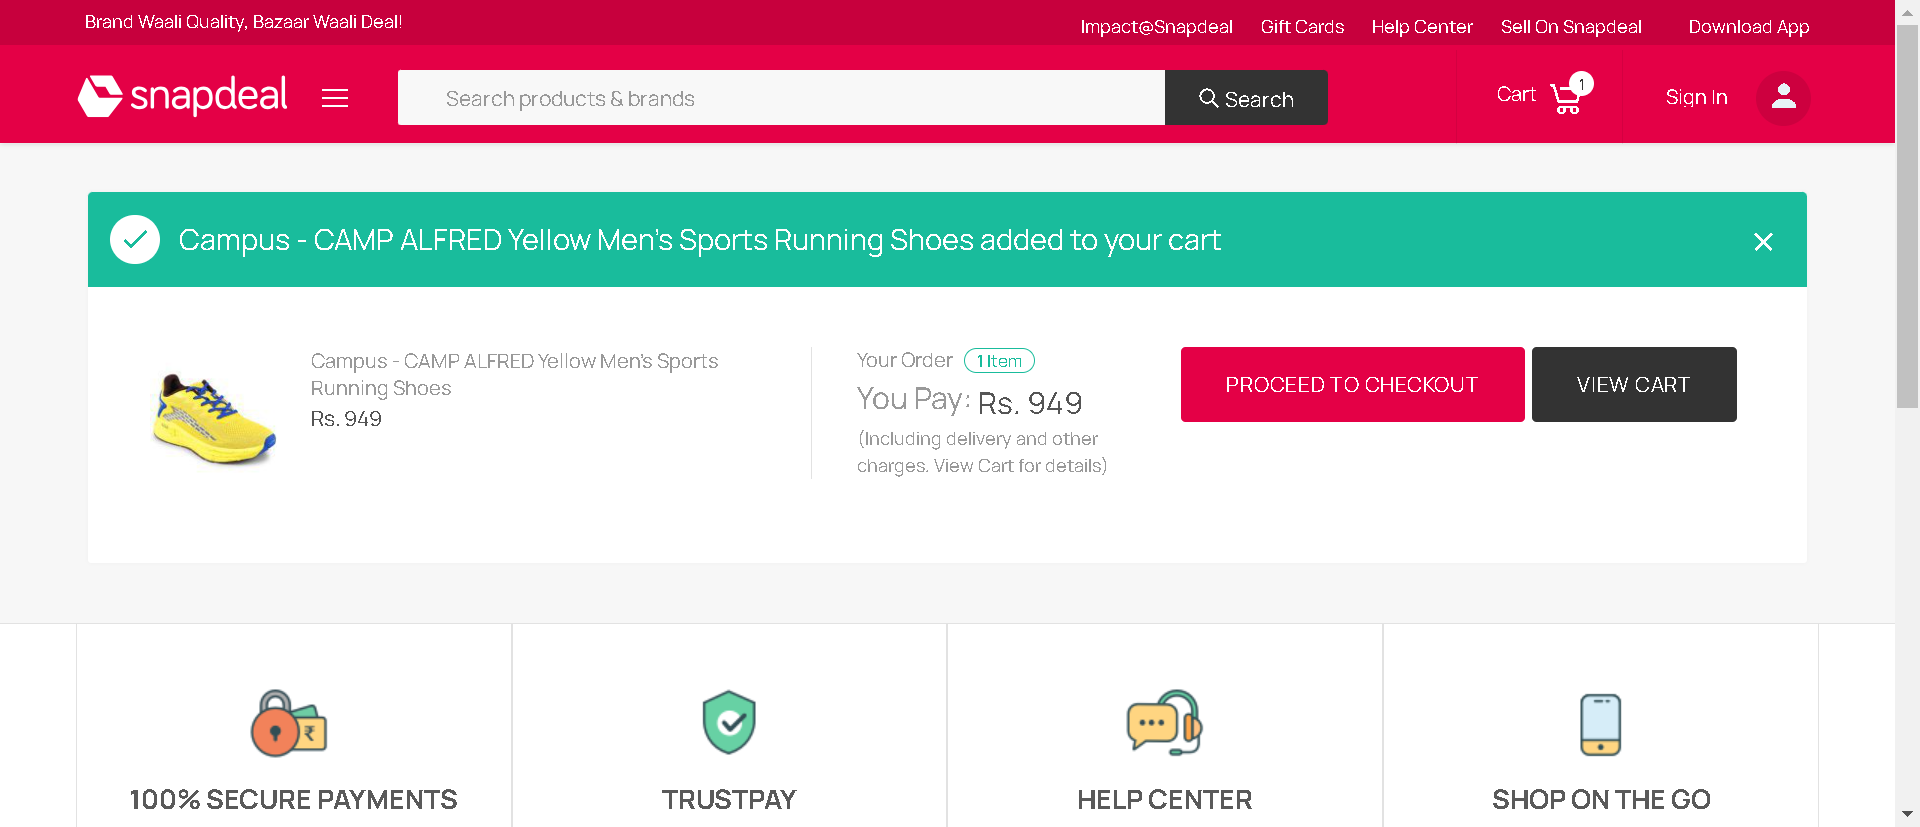 Brand Waali Quality, Bazaar Waali Deal!
Impact@Snapdeal
Gift Cards
Help Center
Sell On Snapdeal
Download App
snapdeal
Search products & brands
Search
Cart
1
Sign In
Campus - CAMP ALFRED Yellow Men's Sports Running Shoes added to your cart
Campus - CAMP ALFRED Yellow Men's Sports
Running Shoes
Rs. 949
Your Order
1 Item
You Pay: Rs. 949
(Including delivery and other
charges. View Cart for details)
PROCEED TO CHECKOUT
VIEW CART
₹
100% SECURE PAYMENTS
TRUSTPAY
HELP CENTER
SHOP ON THE GO